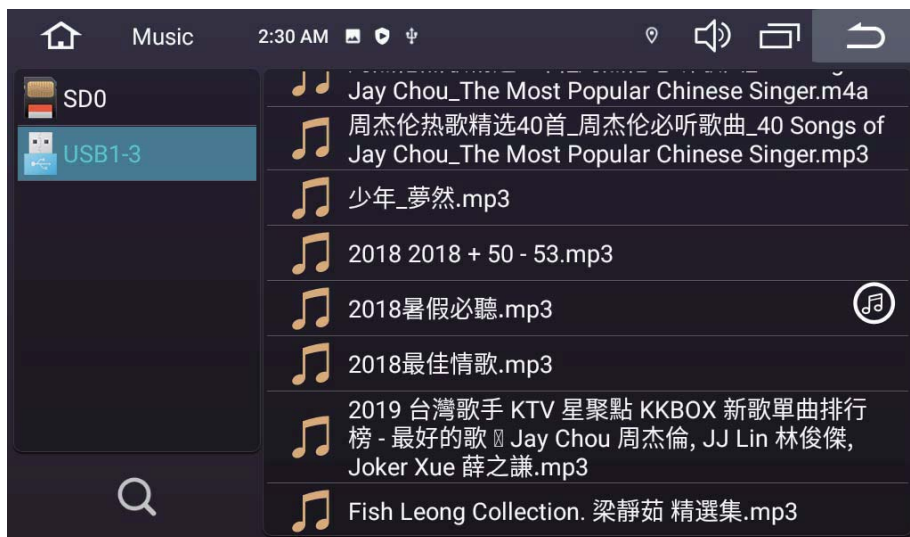 Music 2:30 AM
SD0
USB1-3
Jay Chou_The Most Popular Chinese Singer.m4a
周杰伦热歌精选40首_周杰伦必听歌曲_40 Songs of
Jay Chou_The Most Popular Chinese Singer.mp3
少年_夢然.mp3
2018 2018 + 50 - 53.mp3
2018暑假必聽.mp3
2018最佳情歌.mp3
2019 台灣歌手 KTV 星聚點 KKBOX 新歌單曲排行
榜 - 最好的歌 Jay Chou 周杰倫, JJ Lin 林俊傑,
Joker Xue 薛之謙.mp3
Fish Leong Collection. 梁靜茹 精選集.mp3